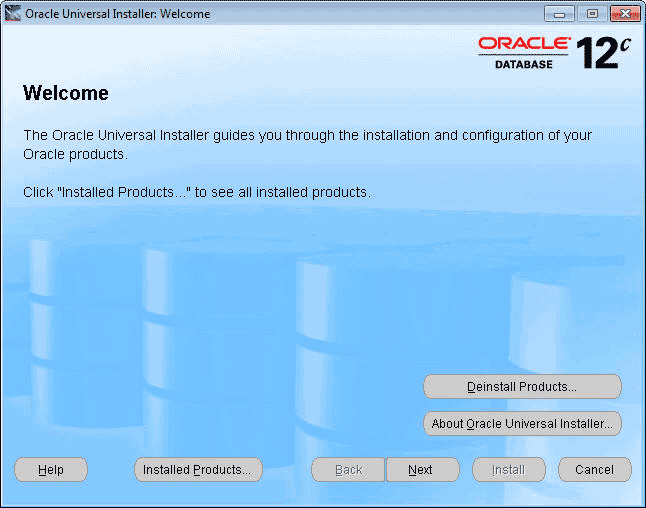 Oracle Universal Installer: Welcome
ORACLE
DATABASE
12c
Welcome
The Oracle Universal Installer guides you through the installation and configuration of your
Oracle products.
Click "Installed Products..." to see all installed products.
Deinstall Products...
About Oracle Universal Installer...
Help
Installed Products...
Back
Next
Install
Cancel